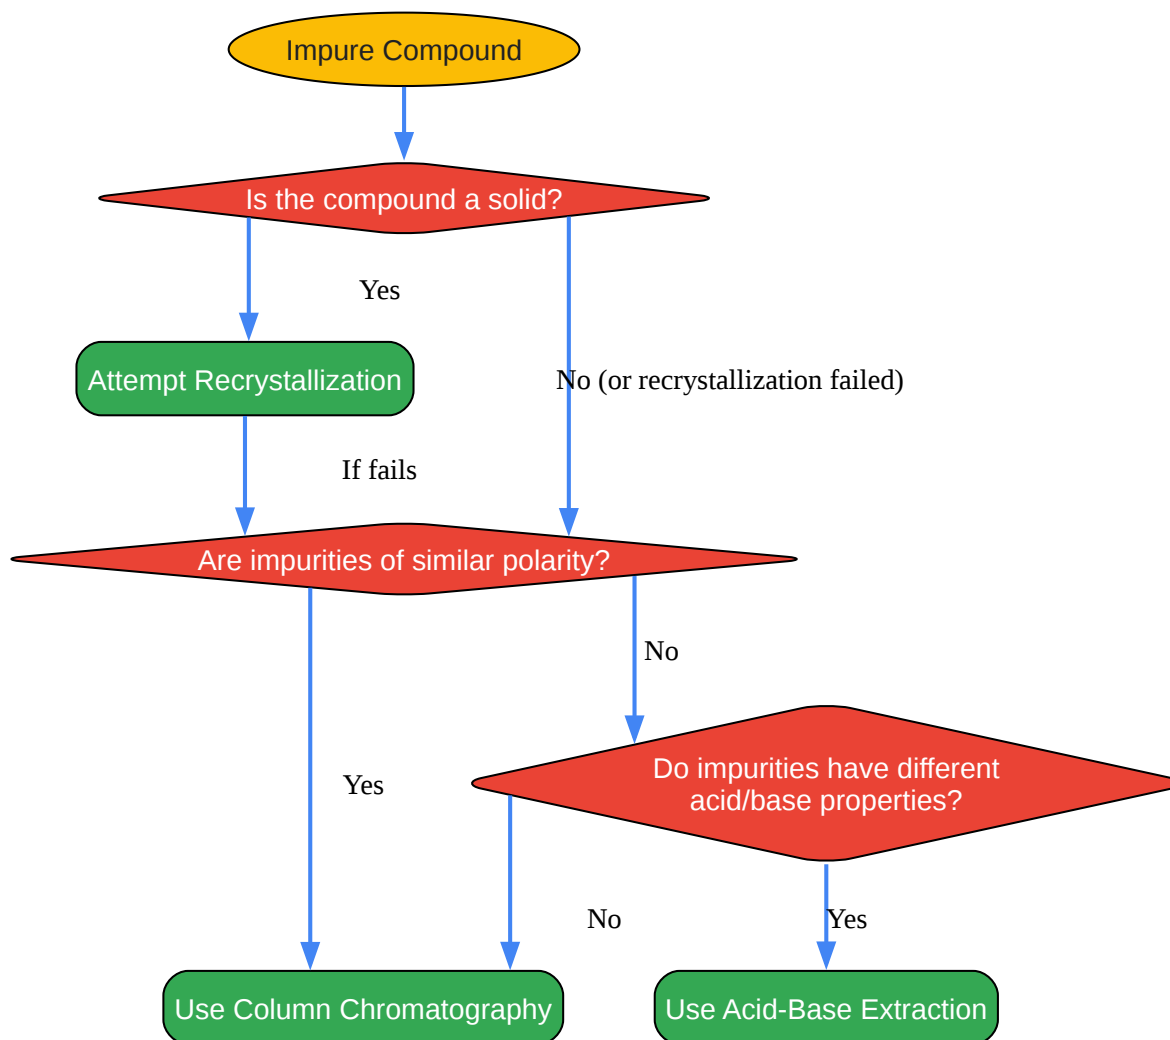 Impure Compound
Is the compound a solid?
Yes
Attempt Recrystallization
No (or recrystallization failed)
If fails
Are impurities of similar polarity?
No
Do impurities have different
acid/base properties?
Yes
No
Yes
Use Column Chromatography
Use Acid-Base Extraction